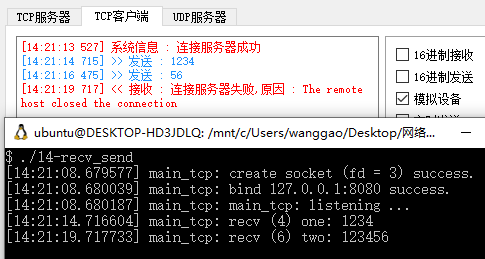 TCP服务器 TCP客户端 UDP服务器
[14:21:13 527] 系统信息 : 连接服务器成功
[14:21:14 715] >> 发送 : 1234
[14:21:16 475] >> 发送 : 56
[14:21:19 717] << 接收 : 连接服务器失败,原因 : The remote
host closed the connection
16进制接收
16进制发送
模拟设备
ubuntu@DESKTOP-HD3JDLQ: /mnt/c/Users/wanggao/Desktop/网络...
$ ./14-recv_send
[14:21:08.679577] main_tcp: create socket (fd = 3) success.
[14:21:08.680039] main_tcp: bind 127.0.0.1:8080 success.
[14:21:08.680187] main_tcp: main_tcp: listening ...
[14:21:14.716604] main_tcp: recv (4) one: 1234
[14:21:19.717733] main_tcp: recv (6) two: 123456